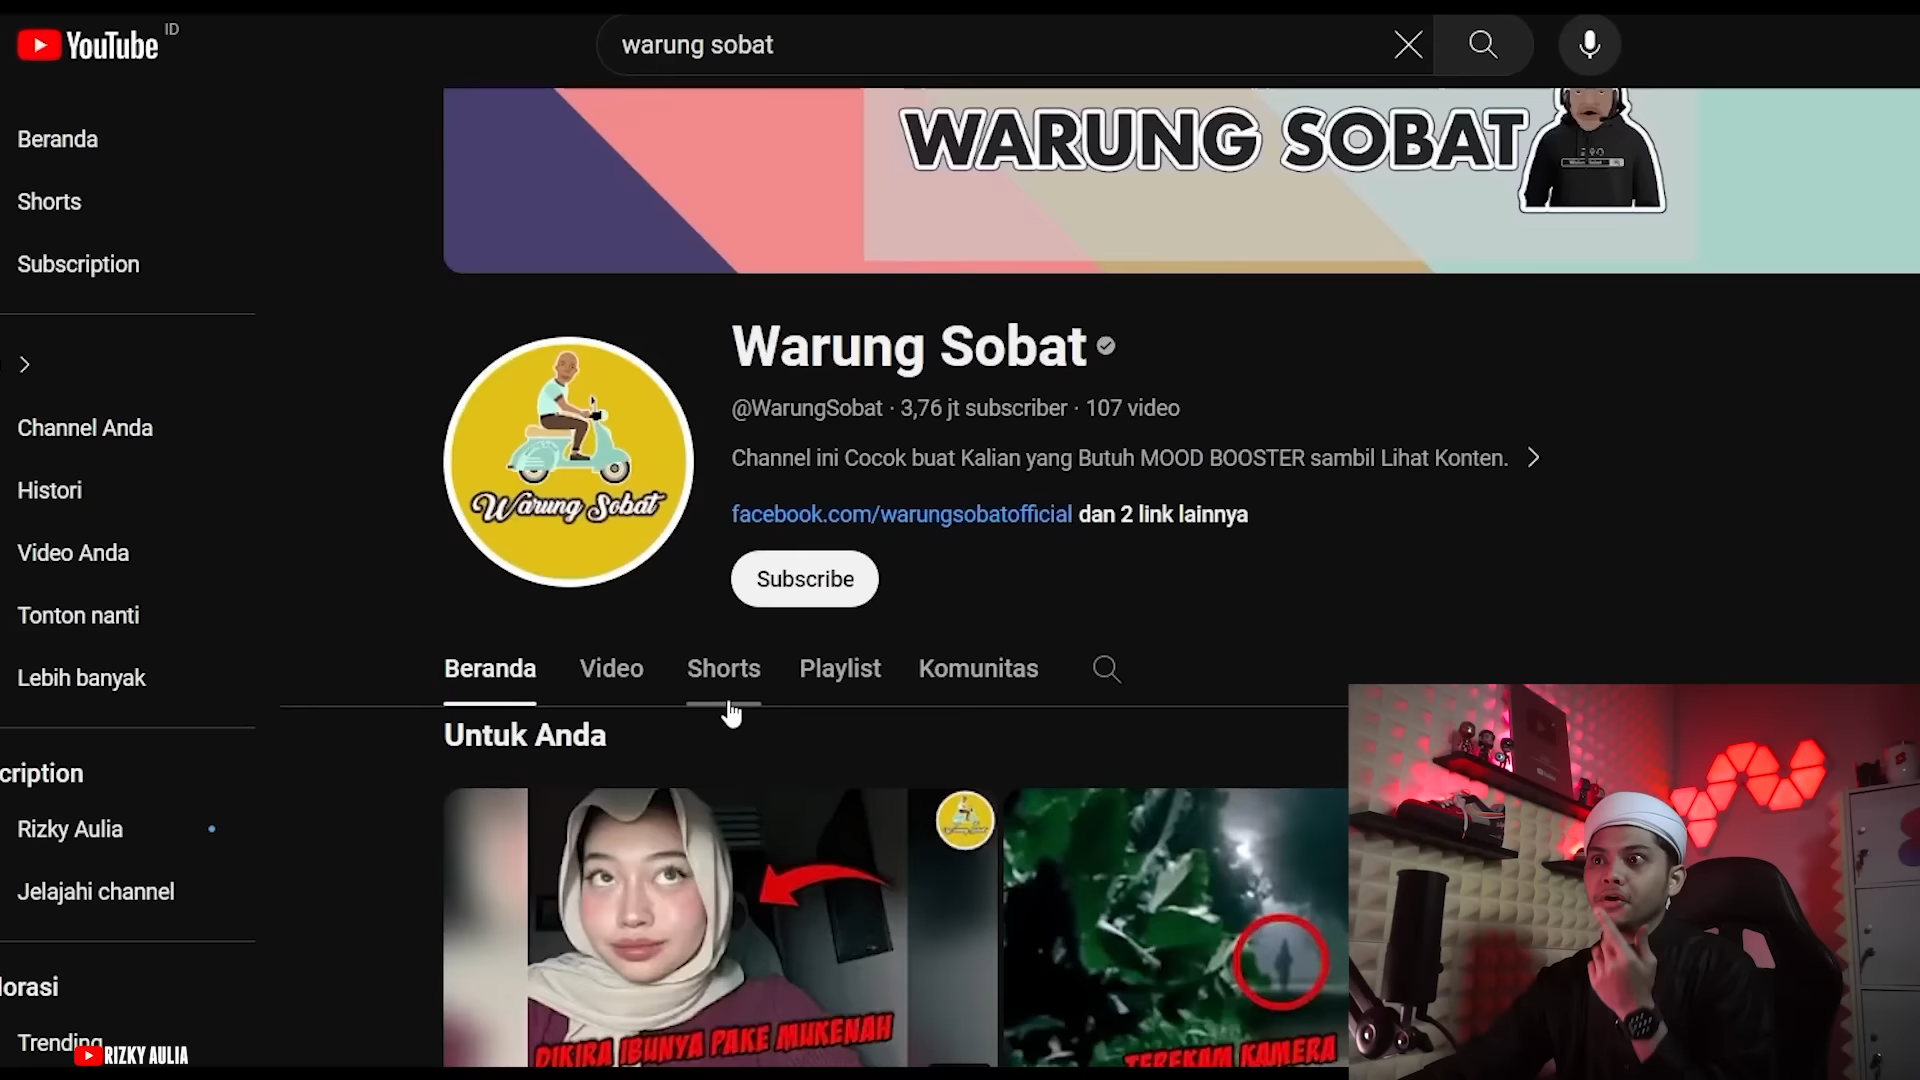 YouTube ID
warung sobat
Beranda
Shorts
Subscription
Channel Anda
Histori
Video Anda
Tonton nanti
Lebih banyak
cription
Rizky Aulia
Jelajahi channel
lorasi
Trending
RIZKY AULIA
WARUNG SOBAT
Warung Sobat
Warung Sobat
@WarungSobat · 3,76 jt subscriber · 107 video
Channel ini Cocok buat Kalian yang Butuh MOOD BOOSTER sambil Lihat Konten.
facebook.com/warungsobatofficial dan 2 link lainnya
Subscribe
Beranda Video Shorts Playlist Komunitas
Untuk Anda
DIKIRA IBUNYA PAKE MUKENAH
TEREKAM KAMERA